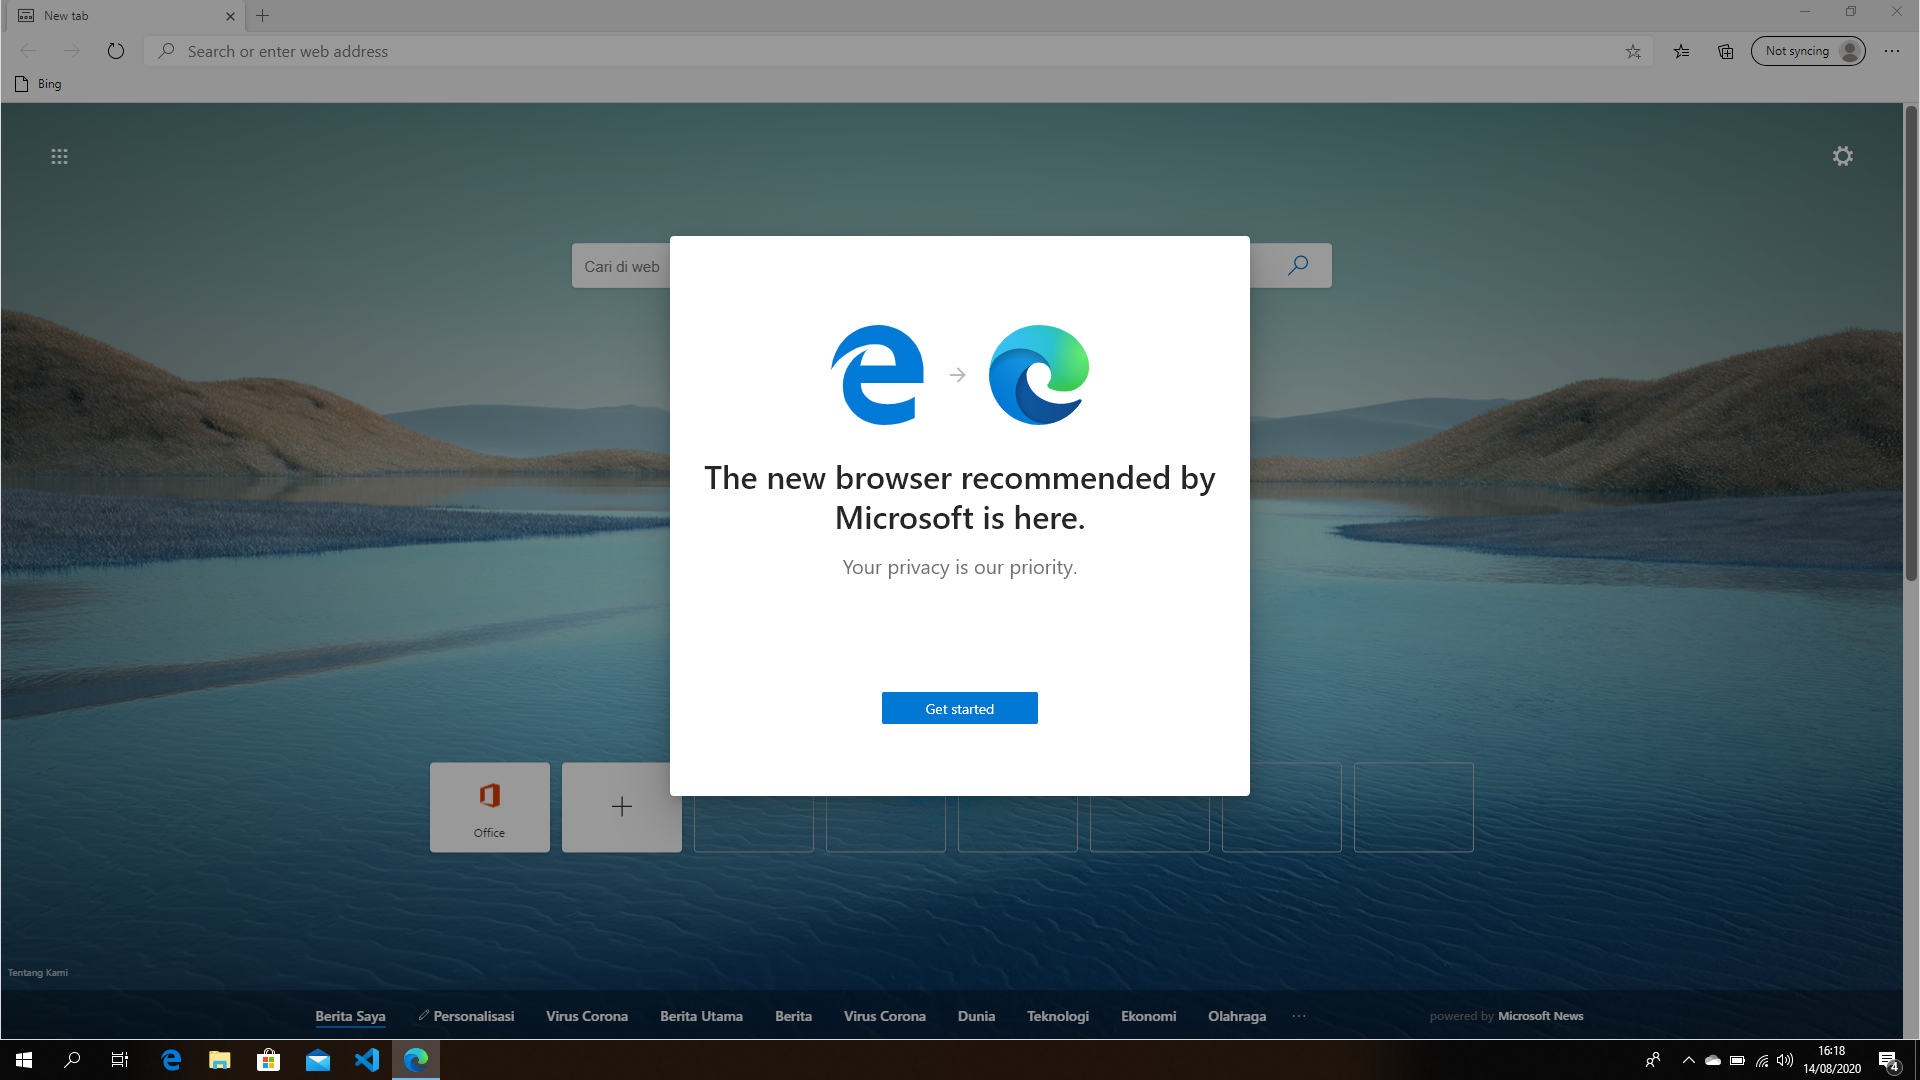 New tab
Search or enter web address
Not syncing
Bing
Cari di web
The new browser recommended by
Microsoft is here.
Your privacy is our priority.
Get started
Office
Tentang Kami
Berita Saya Personalisasi Virus Corona Berita Utama Berita Virus Corona Dunia Teknologi Ekonomi Olahraga ... powered by Microsoft News
16:18
14/08/2020
4